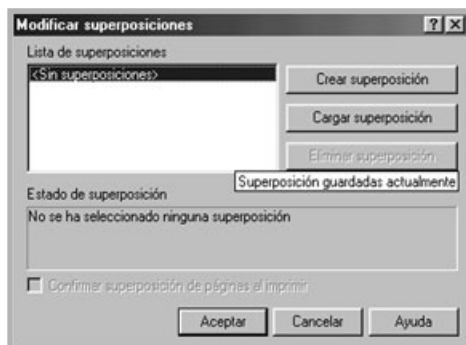 Modificar superposiciones
Lista de superposiciones
<Sin superposiciones>
Crear superposición
Cargar superposición
Eliminar superposición
Superposición guardadas actualmente
Estado de superposición
No se ha seleccionado ninguna superposición
Confirmar superposición de páginas al imprimir
Aceptar
Cancelar
Ayuda